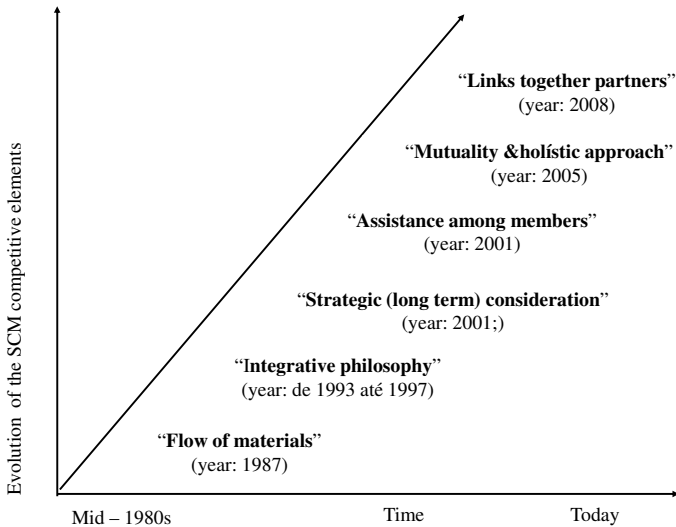 “Links together partners”
(year: 2008)
“Mutuality &holístic approach”
(year: 2005)
“Assistance among members”
(year: 2001)
“Strategic (long term) consideration”
(year: 2001;)
“Integrative philosophy”
(year: de 1993 até 1997)
“Flow of materials”
(year: 1987)
Evolution of the SCM competitive elements
Mid – 1980s Time Today